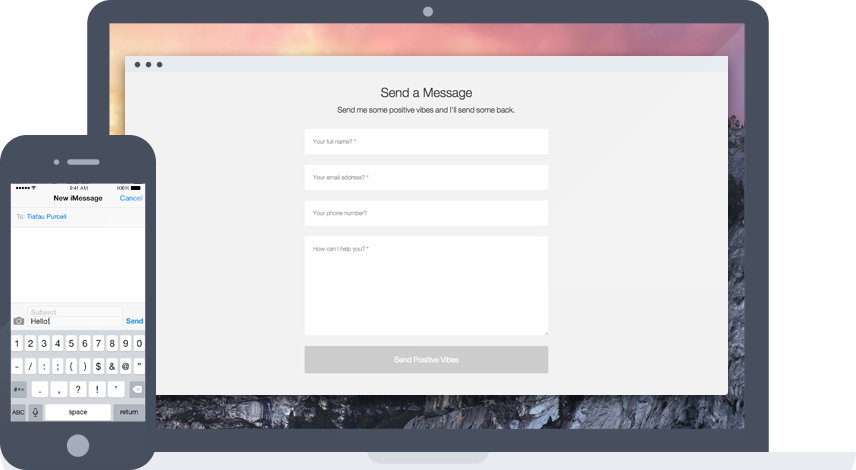 Send a Message
Send me some positive vibes and I'll send some back.
Your full name? *
Your email address? *
Your phone number?
How can I help you? *
Send Positive Vibes
9:41 AM 100%
New iMessage Cancel
To: Tiafau Purcell
Subject
Hello! Send
1 2 3 4 5 6 7 8 9 0
- / : ; ( ) $ & @ "
#+= . , ? ! '
ABC space return